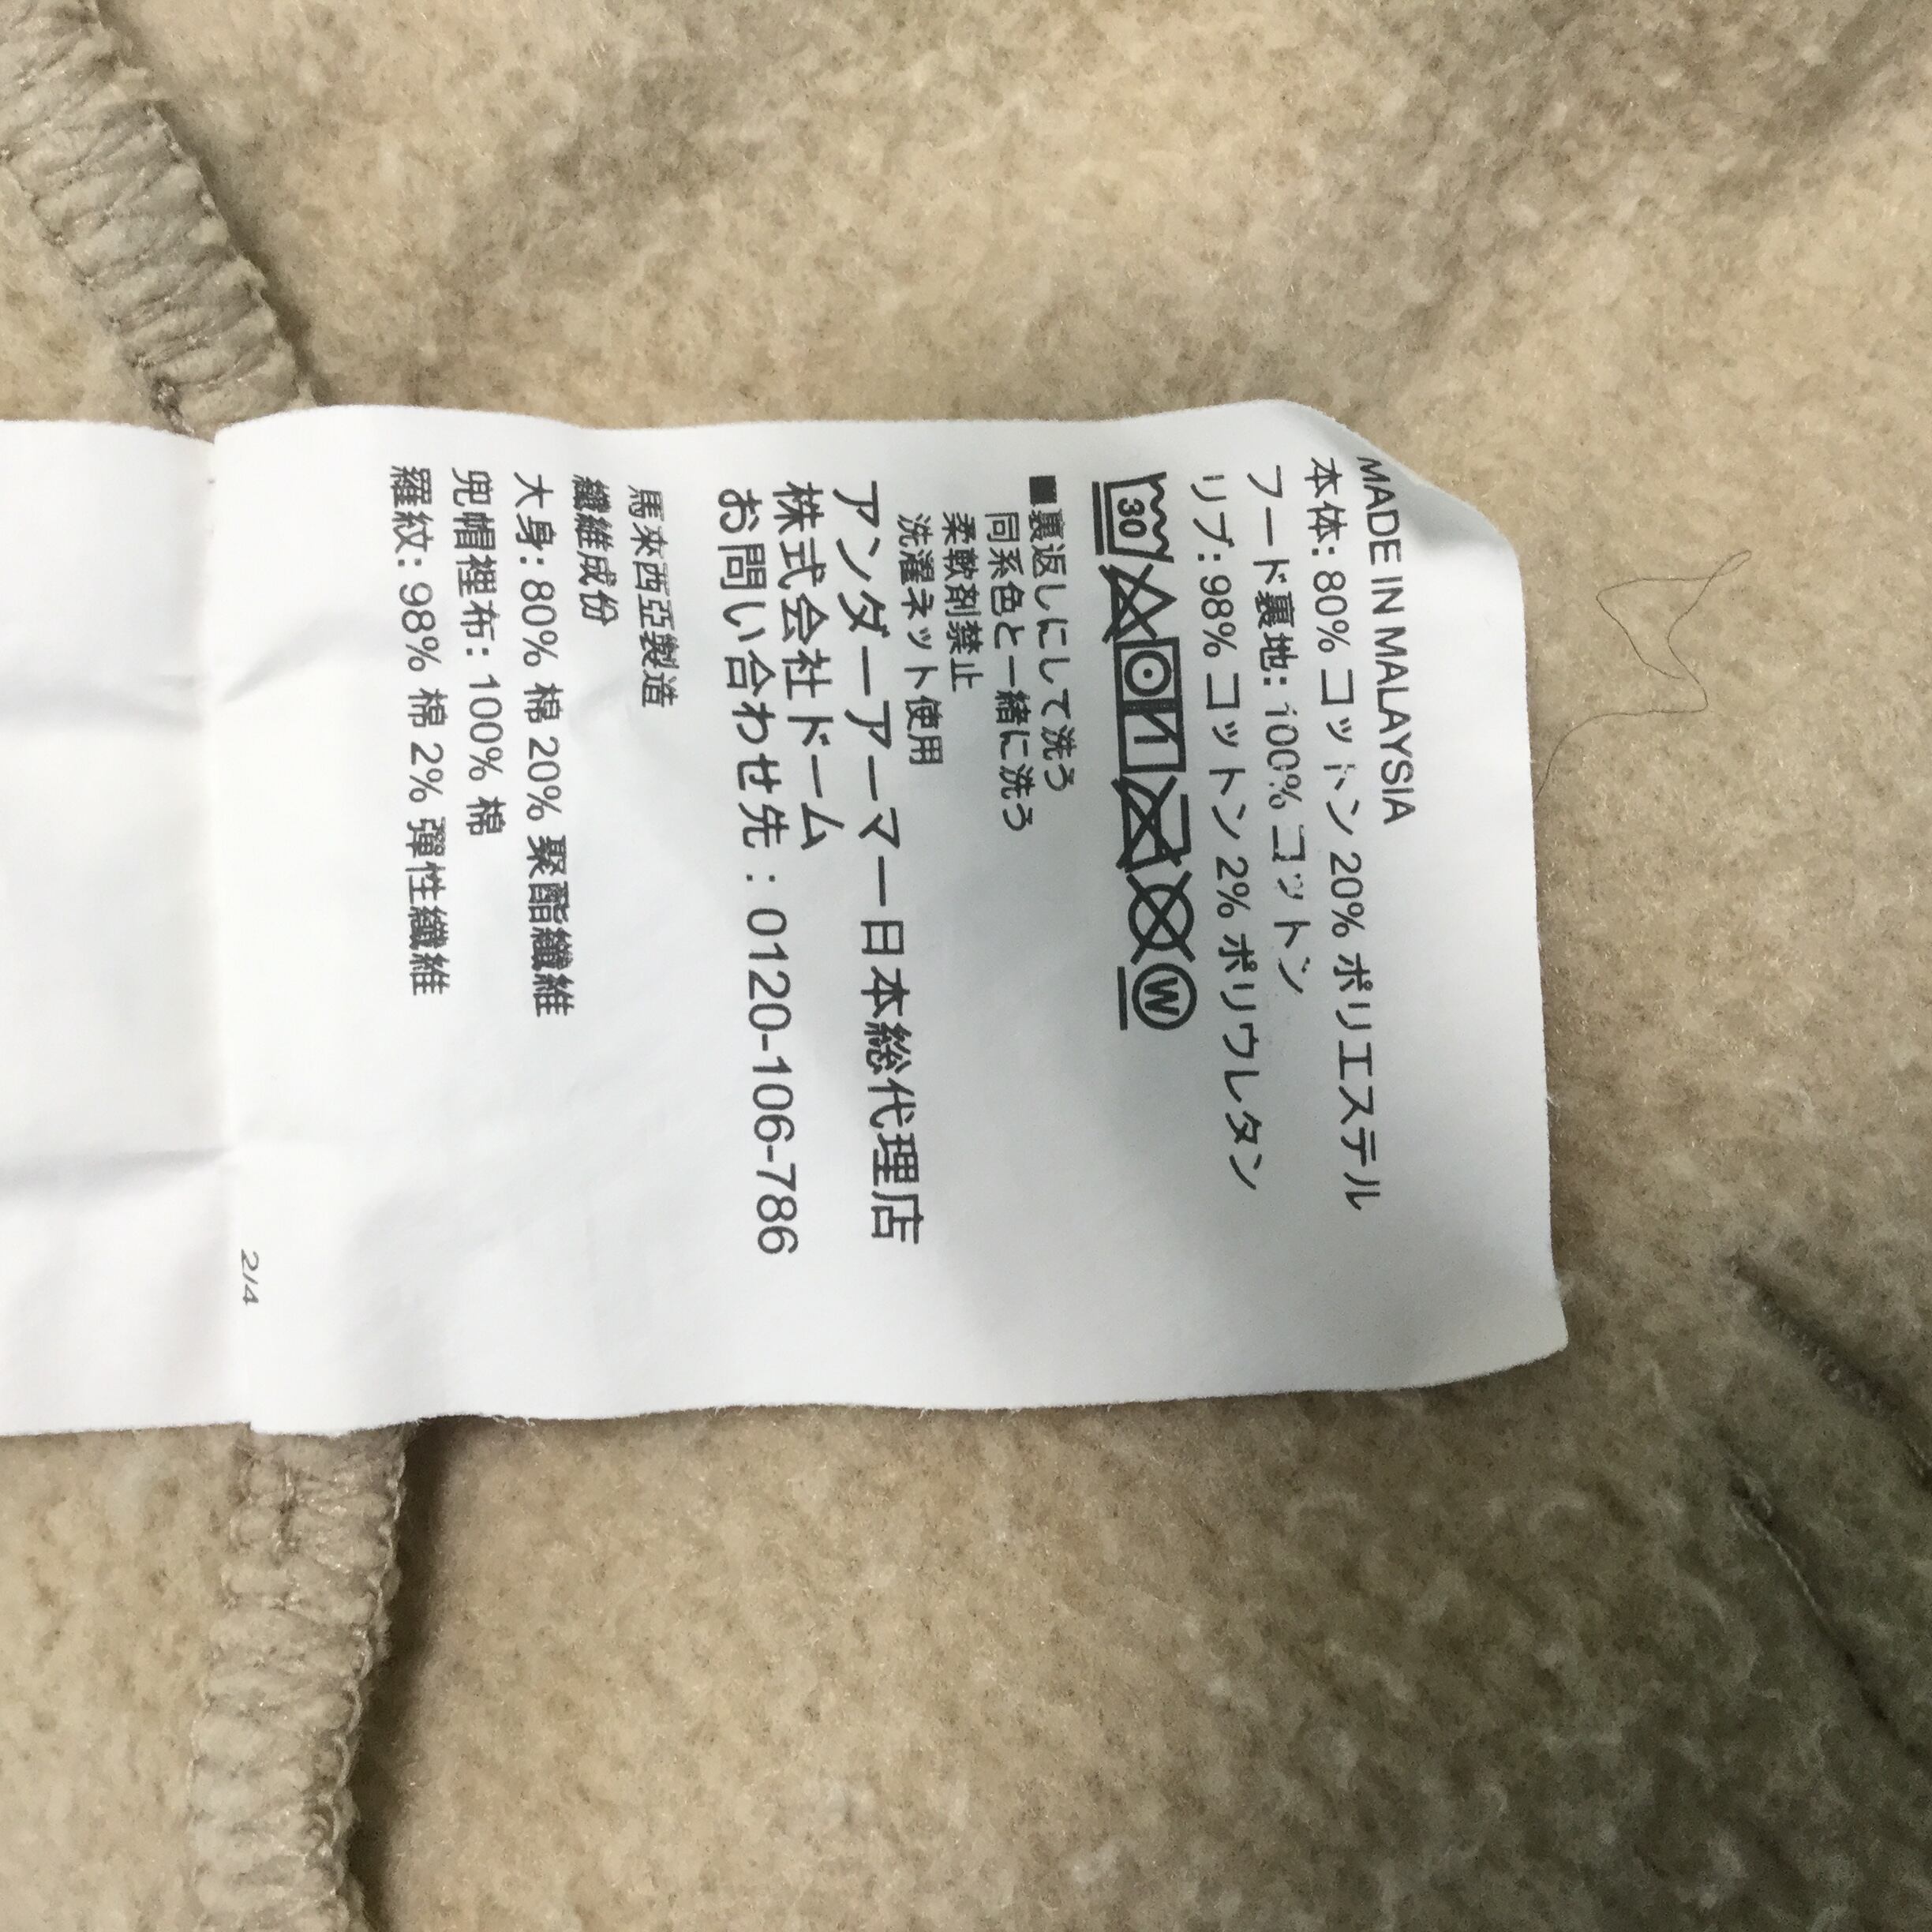 MADE IN MALAYSIA
本体: 80% コットン 20% ポリエステル
フード裏地: 100% コットン
リブ: 98% コットン 2% ポリウレタン
30 W
■裏返しにして洗ろ
同系色と一緒に洗ろ
柔軟剤禁止
洗濯ネット使用
アンダーアーマー日本総代理店
株式会社ドーム
お問い合わせ先：0120-106-786
馬來西亞製造
纖維成份
大身: 80% 棉 20% 聚酯纖維
兜帽裡布: 100% 棉
羅紋: 98% 棉 2% 彈性纖維
2/4